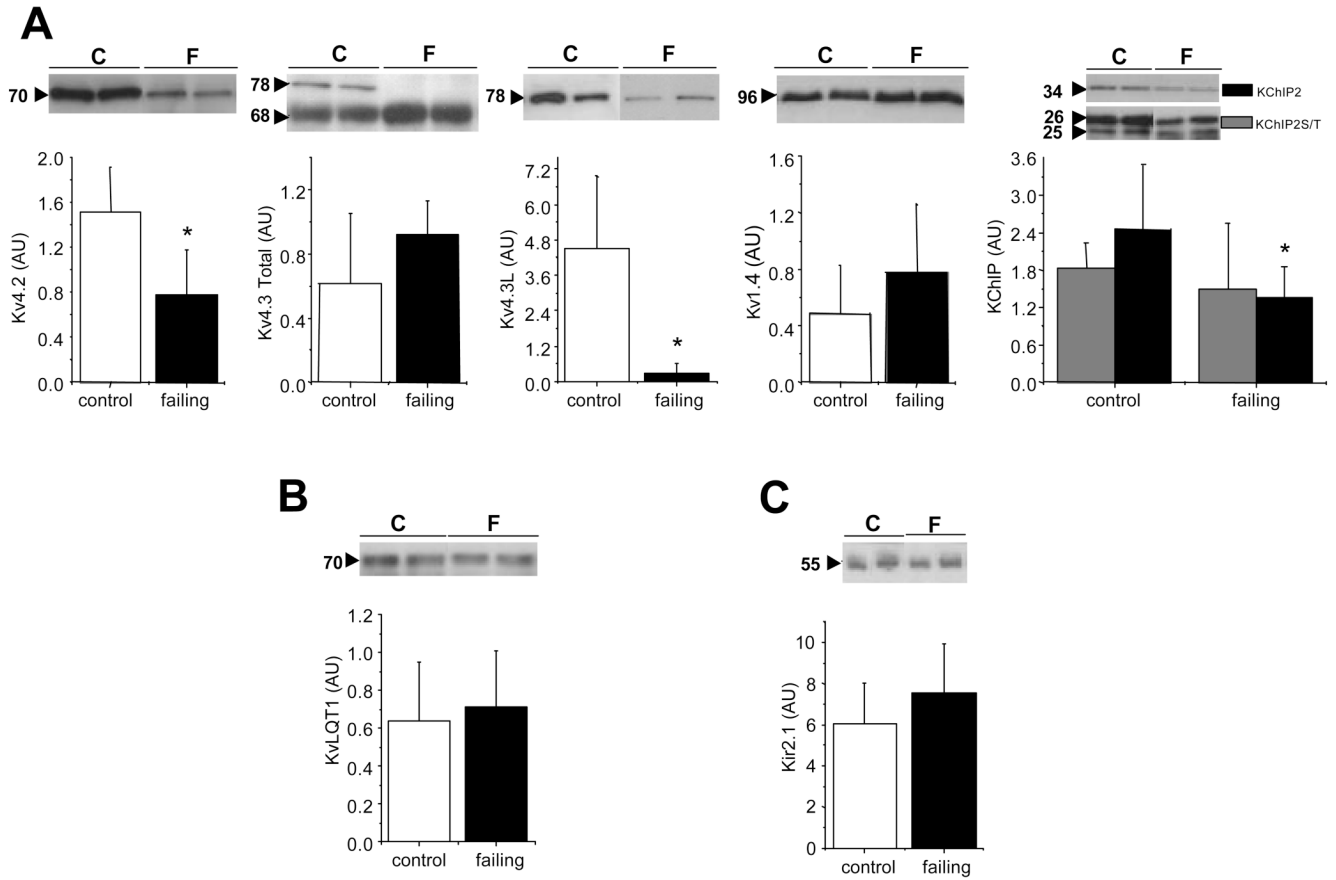 A
C F
70
2.0
1.6
1.2
0.8
0.4
0.0
Kv4.2 (AU)
*
control failing
C F
78
68
1.2
0.8
0.4
0.0
Kv4.3 Total (AU)
control failing
C F
78
7.2
6.0
4.8
3.6
2.4
1.2
0.0
Kv4.3L (AU)
*
control failing
C F
96
1.2
0.8
0.4
0.0
Kv1.4 (AU)
control failing
C F
34
KChIP2
26
25
KChIP2S/T
3.6
3.0
2.4
1.8
1.2
0.6
0.0
KChIP (AU)
*
control failing
B
C F
70
1.2
1.0
0.8
0.6
0.4
0.2
0.0
KvLQT1 (AU)
control failing
C
C F
55
10
8
6
4
2
0
Kir2.1 (AU)
control failing